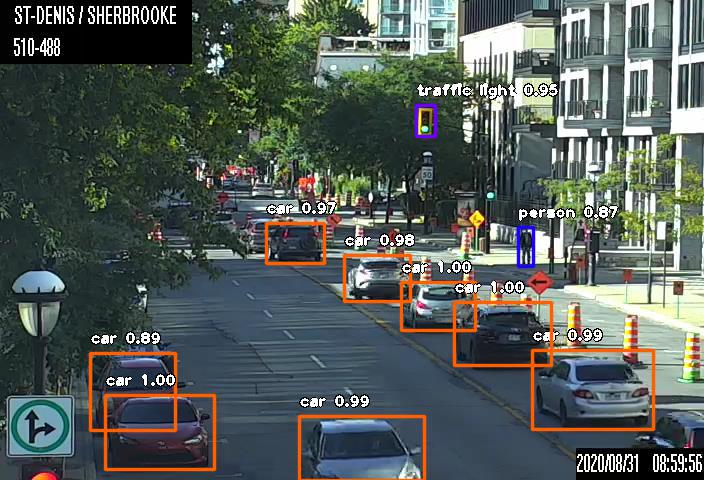 ST-DENIS / SHERBROOKE
510-488
traffic light 0.95
50
car 0.97
person 0.87
car 0.98
car 1.00
car 1.00
car 0.99
car 0.89
car 1.00
car 0.99
2020/08/31 08:59:56